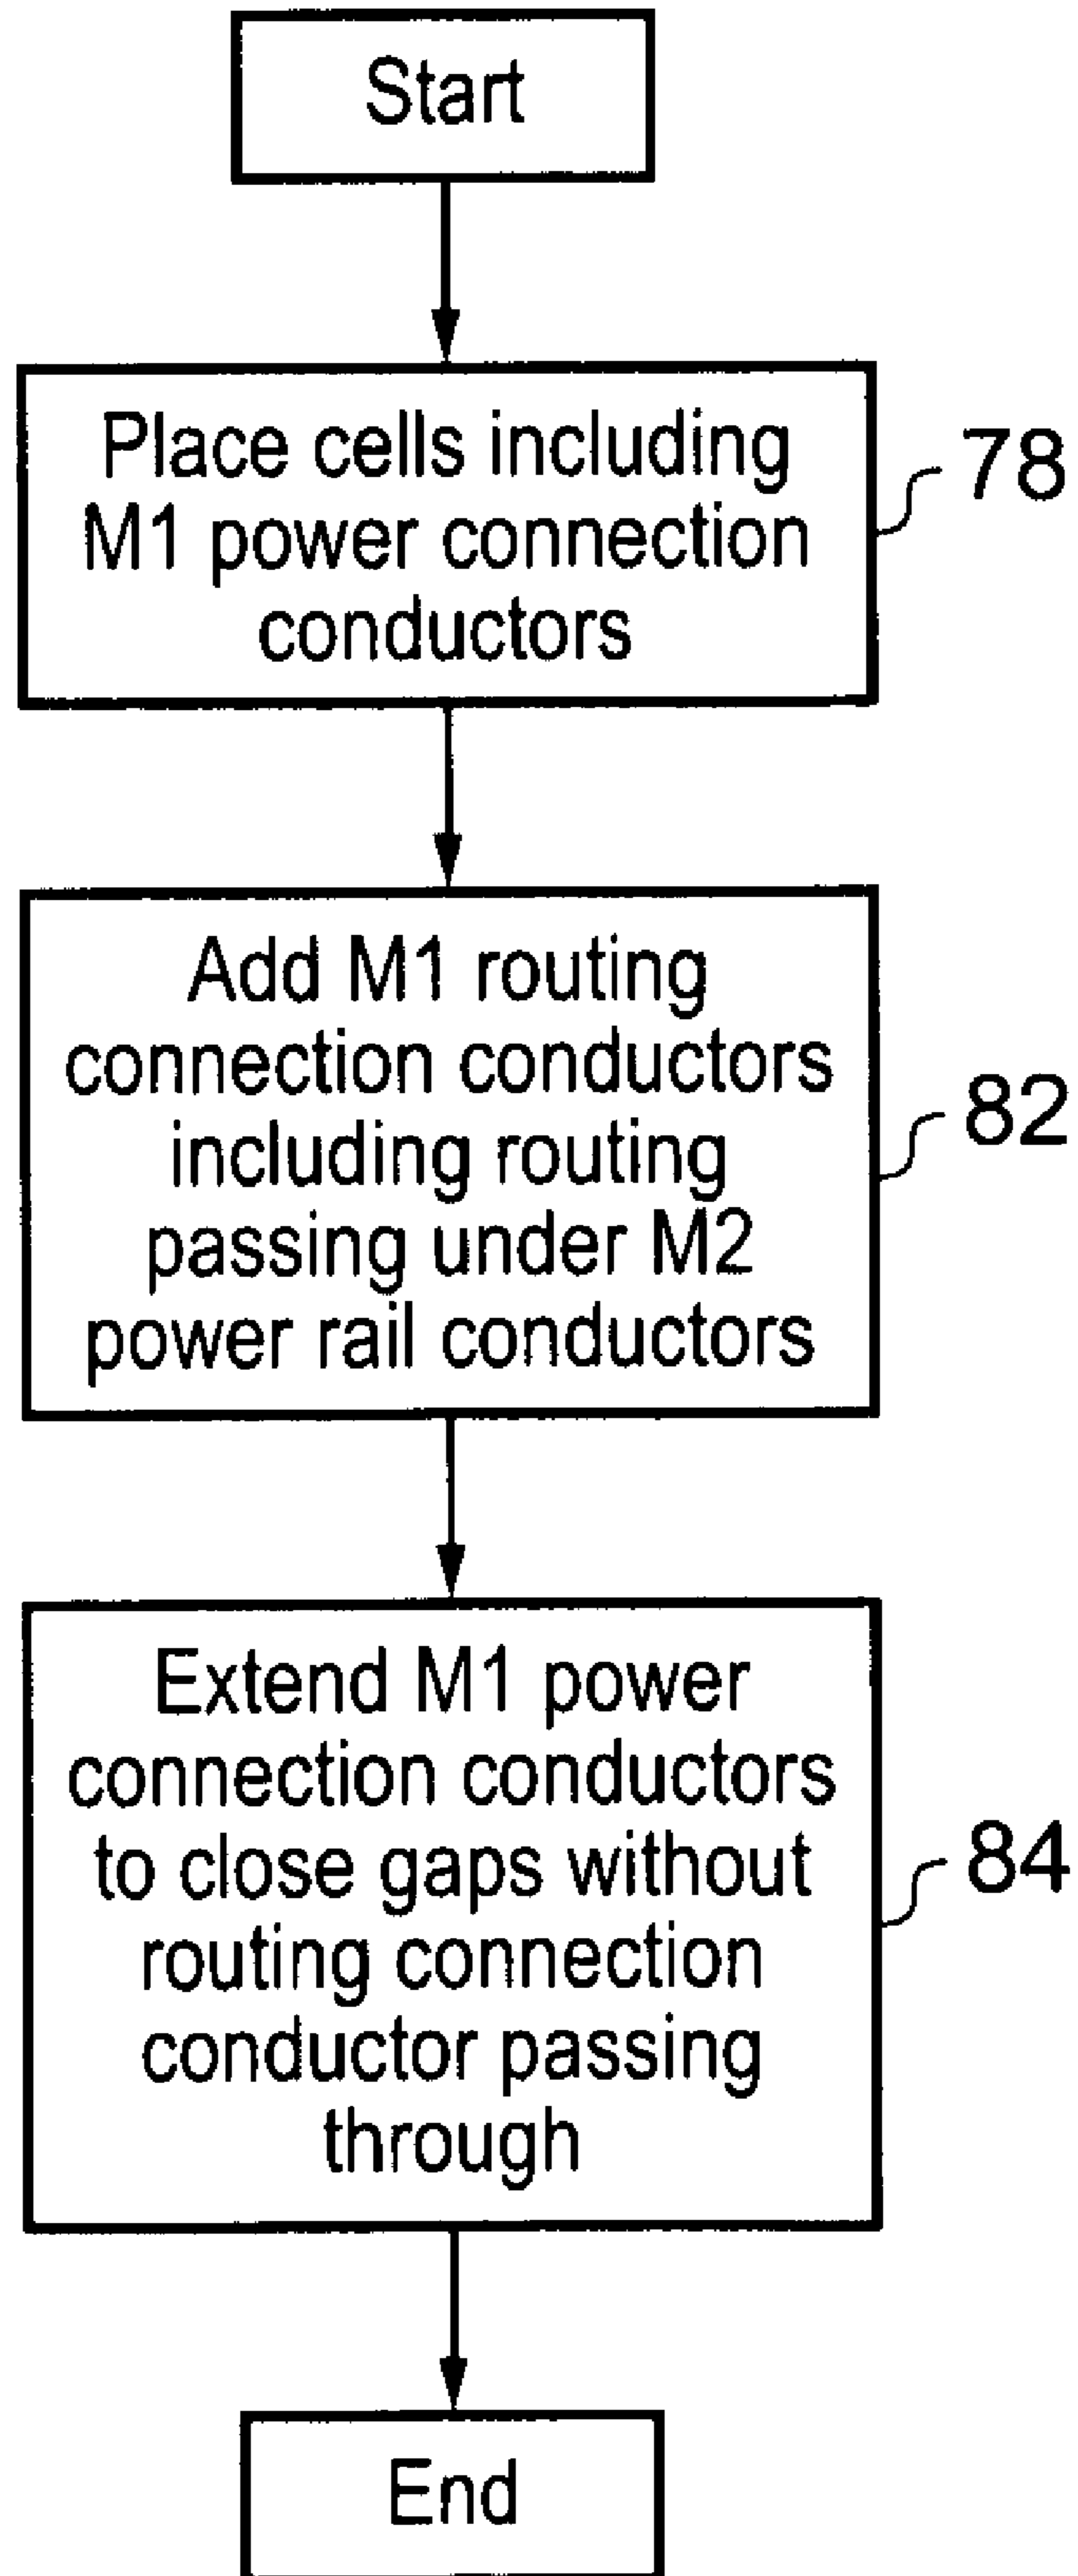 Start
Place cells including
M1 power connection
conductors
78
Add M1 routing
connection conductors
including routing
passing under M2
power rail conductors
82
Extend M1 power
connection conductors
to close gaps without
routing connection
conductor passing
through
84
End